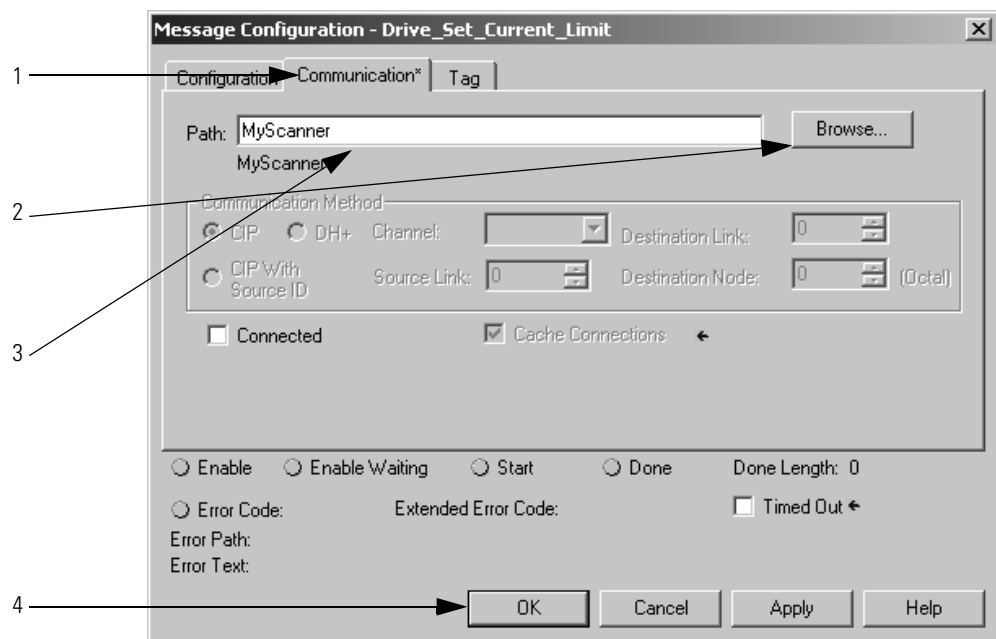 Message Configuration - Drive_Set_Current_Limit
1
Configuration Communication* Tag
Path: MyScanner Browse...
MyScanner
2
Communication Method
CIP DH+ Channel: Destination Link: 0
CIP With
Source ID
Source Link: 0 Destination Node: 0 (Octal)
3
Connected Cache Connections
Enable Enable Waiting Start Done Done Length: 0
Error Code: Extended Error Code: Timed Out
Error Path:
Error Text:
4
OK Cancel Apply Help